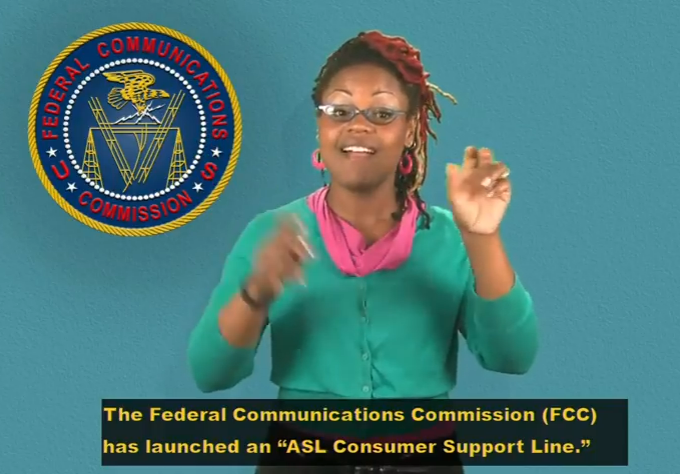 FEDERAL COMMUNICATIONS
COMMISSION
U S
The Federal Communications Commission (FCC)
has launched an “ASL Consumer Support Line.”